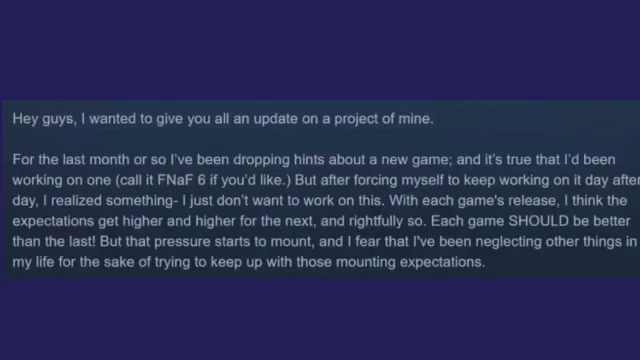 Hey guys, I wanted to give you all an update on a project of mine.
For the last month or so I've been dropping hints about a new game; and it's true that I'd been
working on one (call it FNaF 6 if you'd like.) But after forcing myself to keep working on it day after
day, I realized something- I just don't want to work on this. With each game's release, I think the
expectations get higher and higher for the next, and rightfully so. Each game SHOULD be better
than the last! But that pressure starts to mount, and I fear that I've been neglecting other things in
my life for the sake of trying to keep up with those mounting expectations.